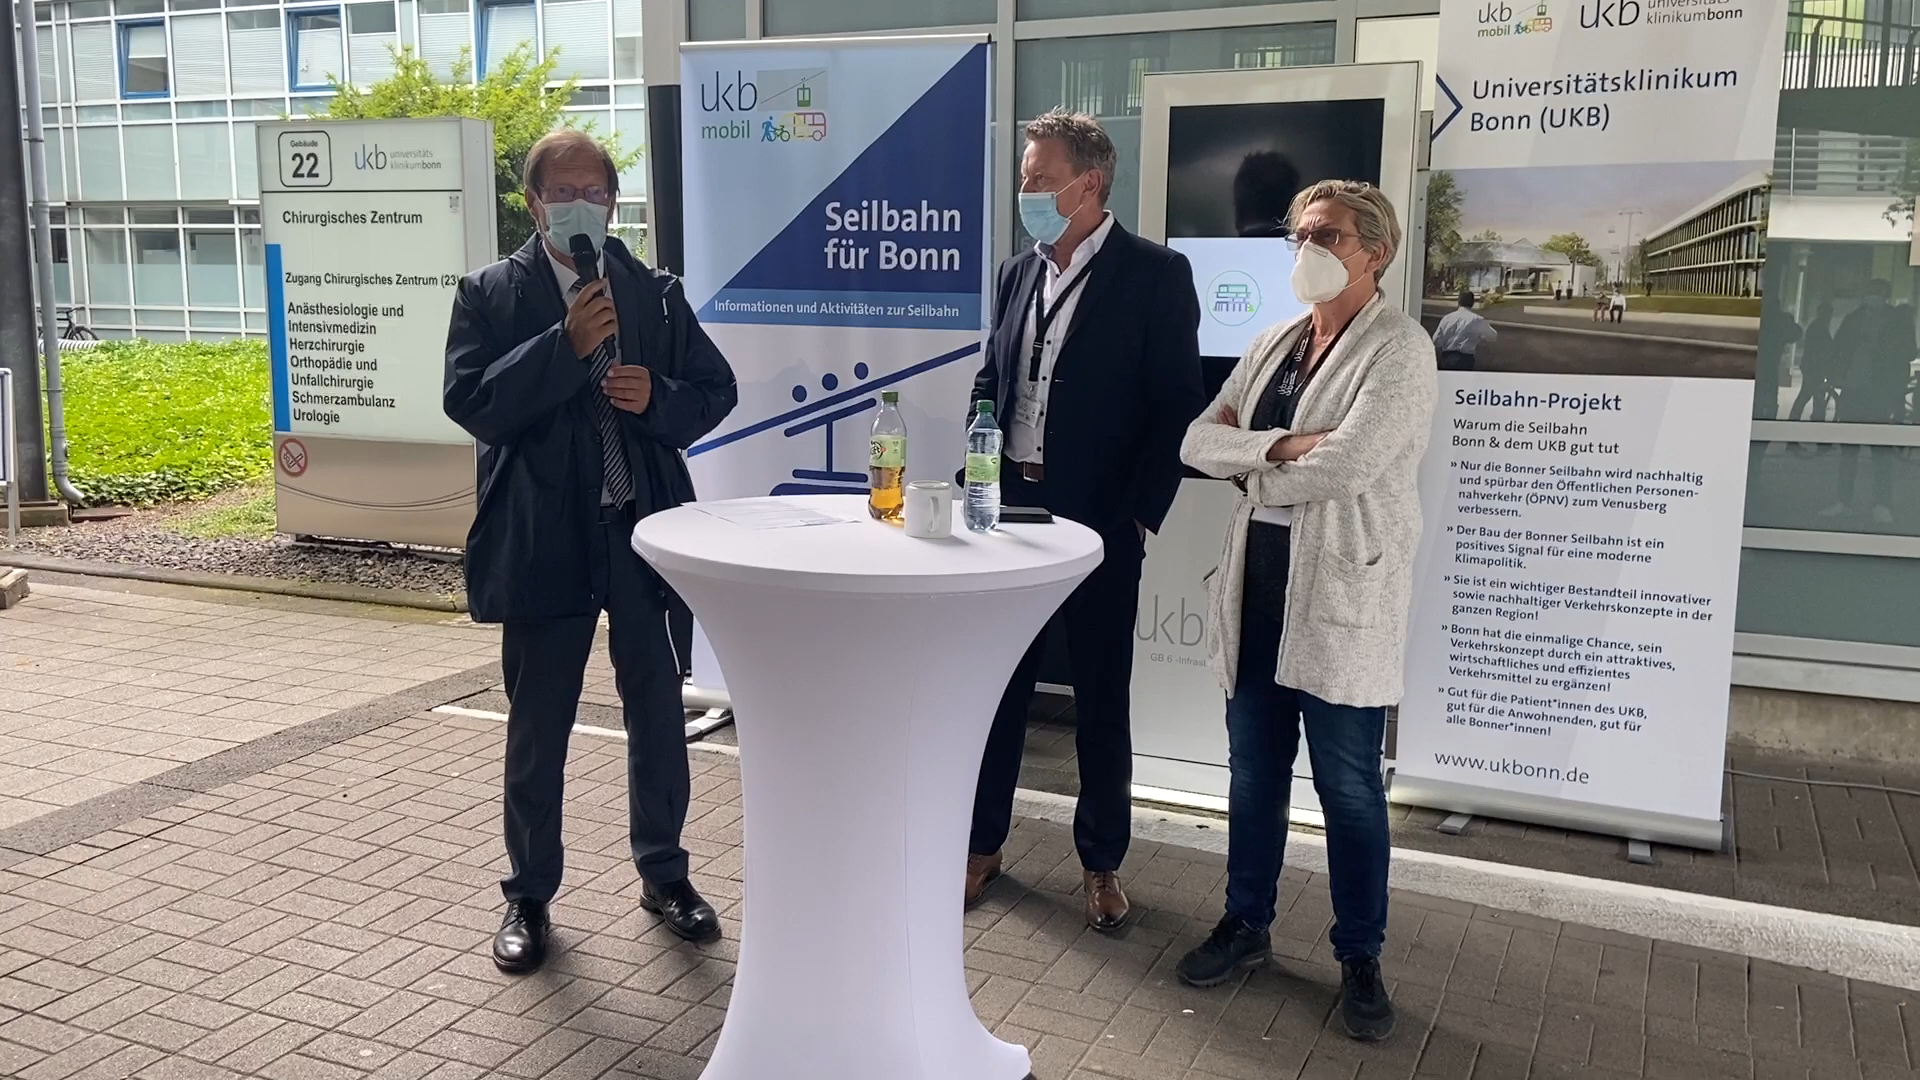 Gebäude
22
ukb universitäts
klinikumbonn
Chirurgisches Zentrum
Zugang Chirurgisches Zentrum (23)
Anästhesiologie und
Intensivmedizin
Herzchirurgie
Orthopädie und
Unfallchirurgie
Schmerzambulanz
Urologie
ukb
mobil
Seilbahn
für Bonn
Informationen und Aktivitäten zur Seilbahn
ukb
GB 6 -Infrast
ukb
mobil
ukb universitäts
klinikumbonn
Universitätsklinikum
Bonn (UKB)
Seilbahn-Projekt
Warum die Seilbahn
Bonn & dem UKB gut tut
» Nur die Bonner Seilbahn wird nachhaltig
und spürbar den Öffentlichen Personen-
nahverkehr (ÖPNV) zum Venusberg
verbessern.
» Der Bau der Bonner Seilbahn ist ein
positives Signal für eine moderne
Klimapolitik.
» Sie ist ein wichtiger Bestandteil innovativer
sowie nachhaltiger Verkehrskonzepte in der
ganzen Region!
» Bonn hat die einmalige Chance, sein
Verkehrskonzept durch ein attraktives,
wirtschaftliches und effizientes
Verkehrsmittel zu ergänzen!
» Gut für die Patient*innen des UKB,
gut für die Anwohnenden, gut für
alle Bonner*innen!
www.ukbonn.de